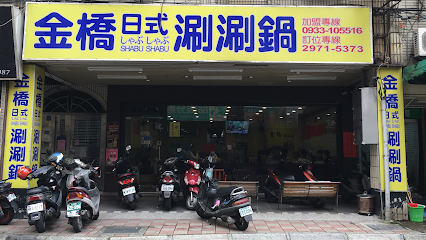 金橋日式涮涮鍋
しゃぶしゃぶ
SHABU SHABU
加盟專線
0933-105516
訂位專線
2971-5373
金橋
日式
涮涮鍋
金橋
日式
涮涮鍋